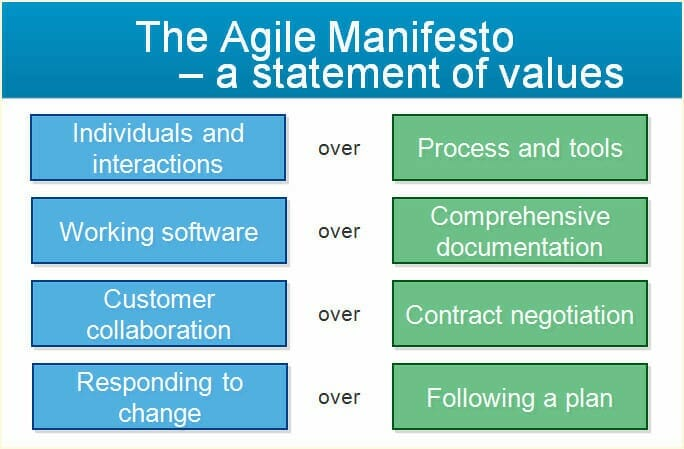 The Agile Manifesto
– a statement of values
Individuals and
interactions
over
Process and tools
Working software
over
Comprehensive
documentation
Customer
collaboration
over
Contract negotiation
Responding to
change
over
Following a plan